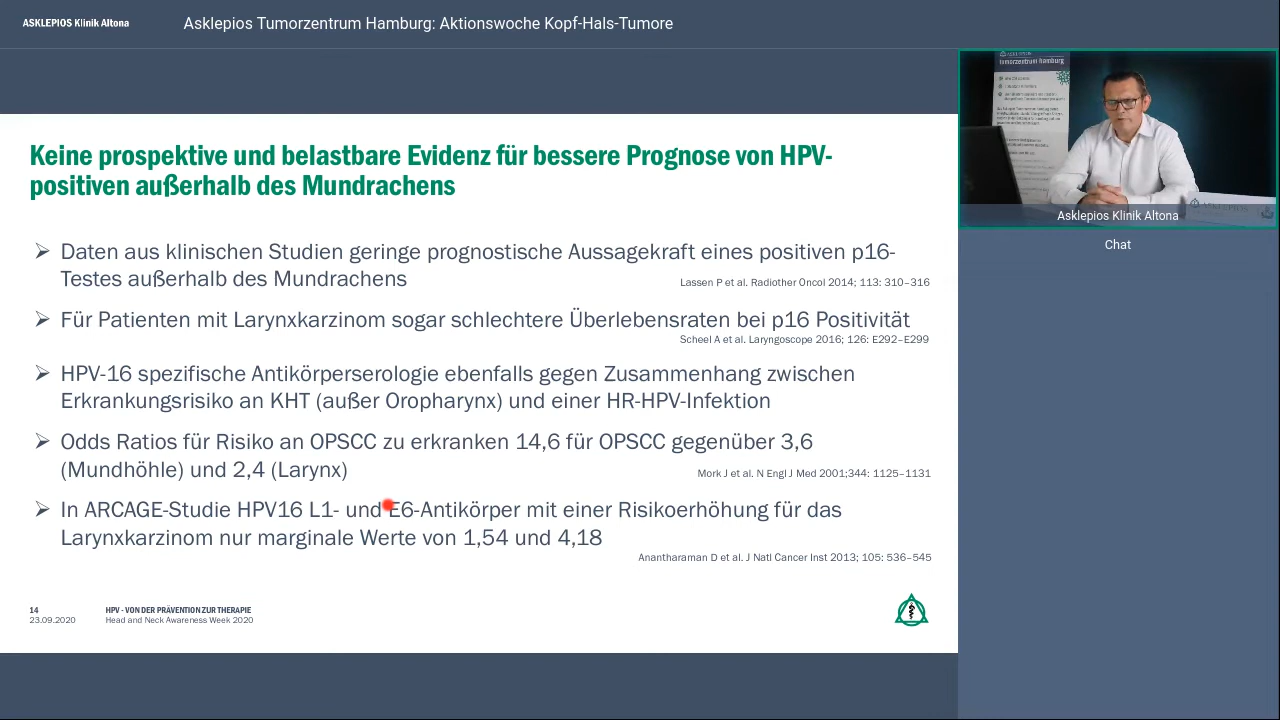 ASKLEPIOS Klinik Altona
Asklepios Tumorzentrum Hamburg: Aktionswoche Kopf-Hals-Tumore
tumorzentrum hamburg
Asklepios Klinik Altona
Chat
Keine prospektive und belastbare Evidenz für bessere Prognose von HPV-
positiven außerhalb des Mundrachens
Daten aus klinischen Studien geringe prognostische Aussagekraft eines positiven p16-
Testes außerhalb des Mundrachens
Lassen P et al. Radiother Oncol 2014; 113: 310–316
Für Patienten mit Larynxkarzinom sogar schlechtere Überlebensraten bei p16 Positivität
Scheel A et al. Laryngoscope 2016; 126: E292–E299
HPV-16 spezifische Antikörperserologie ebenfalls gegen Zusammenhang zwischen
Erkrankungsrisiko an KHT (außer Oropharynx) und einer HR-HPV-Infektion
Odds Ratios für Risiko an OPSCC zu erkranken 14,6 für OPSCC gegenüber 3,6
(Mundhöhle) und 2,4 (Larynx)
Mork J et al. N Engl J Med 2001;344: 1125–1131
In ARCAGE-Studie HPV16 L1- und E6-Antikörper mit einer Risikoerhöhung für das
Larynxkarzinom nur marginale Werte von 1,54 und 4,18
Anantharaman D et al. J Natl Cancer Inst 2013; 105: 536–545
14
HPV - VON DER PRÄVENTION ZUR THERAPIE
23.09.2020
Head and Neck Awareness Week 2020